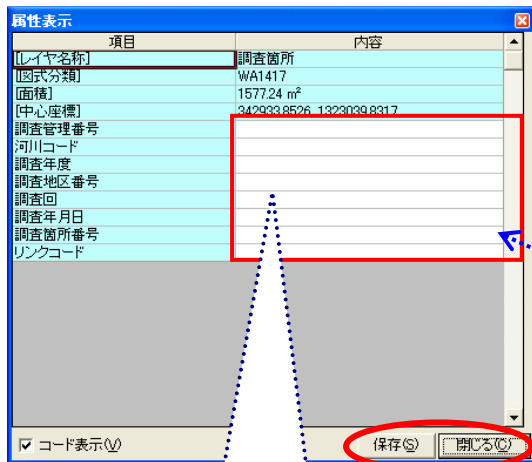 属性表示
項目 内容
[レイヤ名称] 調査箇所
[図式分類] WA1417
[面積] 1577.24 m²
[中心座標] 342933.8526, 1323039.8317
調査管理番号
河川コード
調査年度
調査地区番号
調査回
調査年月日
調査箇所番号
リンクコード
コード表示(V) 保存(S) 閉じる(C)